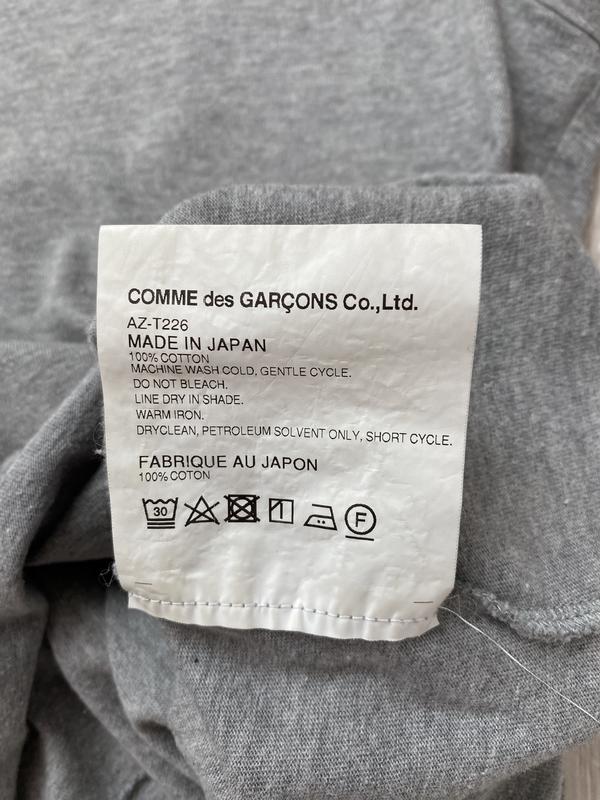 COMME des GARÇONS Co.,Ltd.
AZ-T226
MADE IN JAPAN
100% COTTON
MACHINE WASH COLD, GENTLE CYCLE.
DO NOT BLEACH.
LINE DRY IN SHADE.
WARM IRON.
DRYCLEAN, PETROLEUM SOLVENT ONLY, SHORT CYCLE.
FABRIQUE AU JAPON
100% COTON
30 F